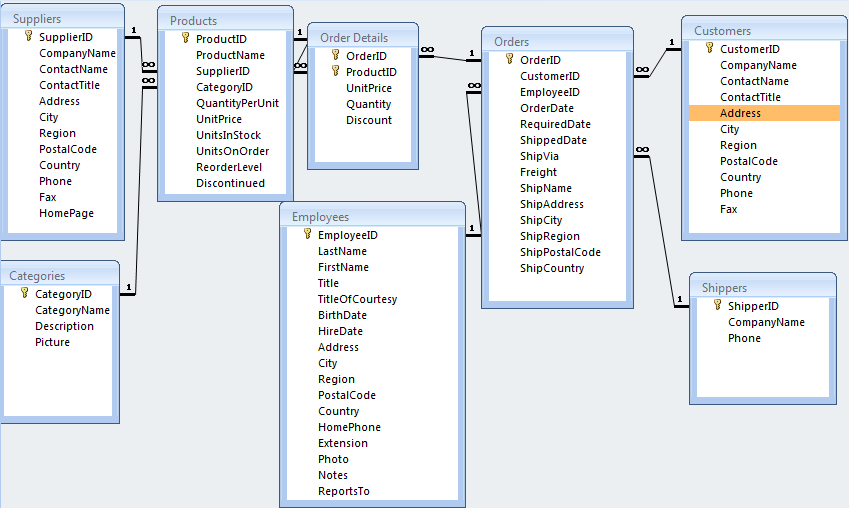 Suppliers
SupplierID
CompanyName
ContactName
ContactTitle
Address
City
Region
PostalCode
Country
Phone
Fax
HomePage
Products
ProductID
ProductName
SupplierID
CategoryID
QuantityPerUnit
UnitPrice
UnitsInStock
UnitsOnOrder
ReorderLevel
Discontinued
Order Details
OrderID
ProductID
UnitPrice
Quantity
Discount
Orders
OrderID
CustomerID
EmployeeID
OrderDate
RequiredDate
ShippedDate
ShipVia
Freight
ShipName
ShipAddress
ShipCity
ShipRegion
ShipPostalCode
ShipCountry
Customers
CustomerID
CompanyName
ContactName
ContactTitle
Address
City
Region
PostalCode
Country
Phone
Fax
Categories
CategoryID
CategoryName
Description
Picture
Employees
EmployeeID
LastName
FirstName
Title
TitleOfCourtesy
BirthDate
HireDate
Address
City
Region
PostalCode
Country
HomePhone
Extension
Photo
Notes
ReportsTo
Shippers
ShipperID
CompanyName
Phone
1
∞
∞
1
1
∞
∞
1
∞
1
∞
1
∞
1